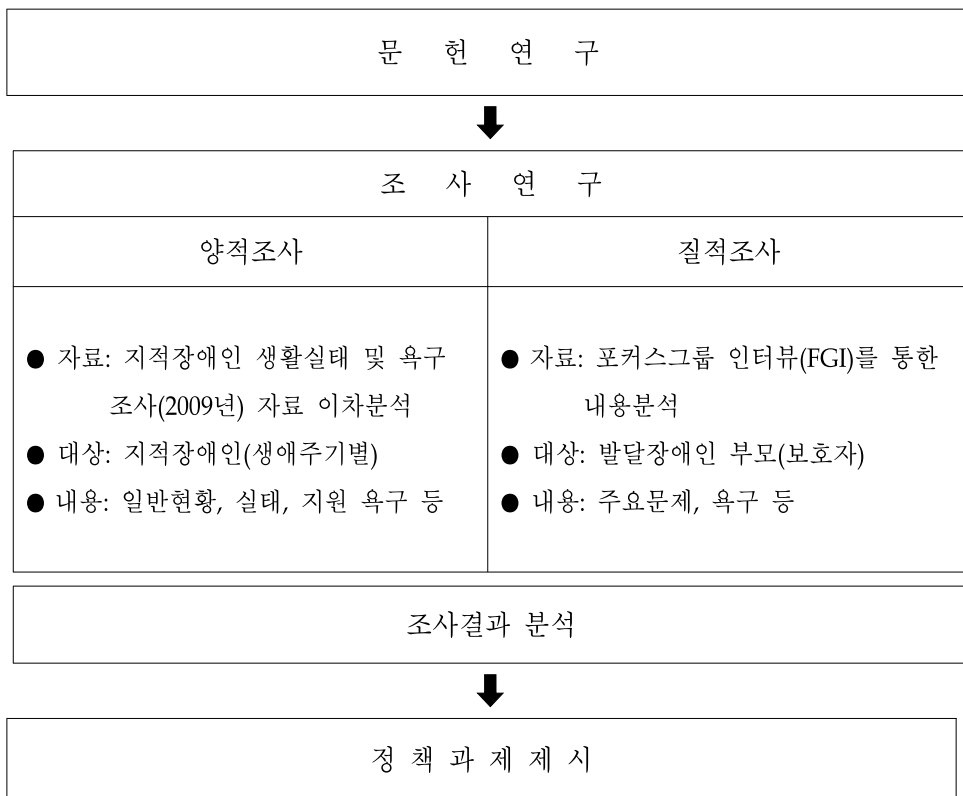 문 헌 연 구
조 사 연 구
양적조사
질적조사
● 자료: 지적장애인 생활실태 및 욕구
조사(2009년) 자료 이차분석
● 대상: 지적장애인(생애주기별)
● 내용: 일반현황, 실태, 지원 욕구 등
● 자료: 포커스그룹 인터뷰(FGI)를 통한
내용분석
● 대상: 발달장애인 부모(보호자)
● 내용: 주요문제, 욕구 등
조사결과 분석
정 책 과 제 제 시